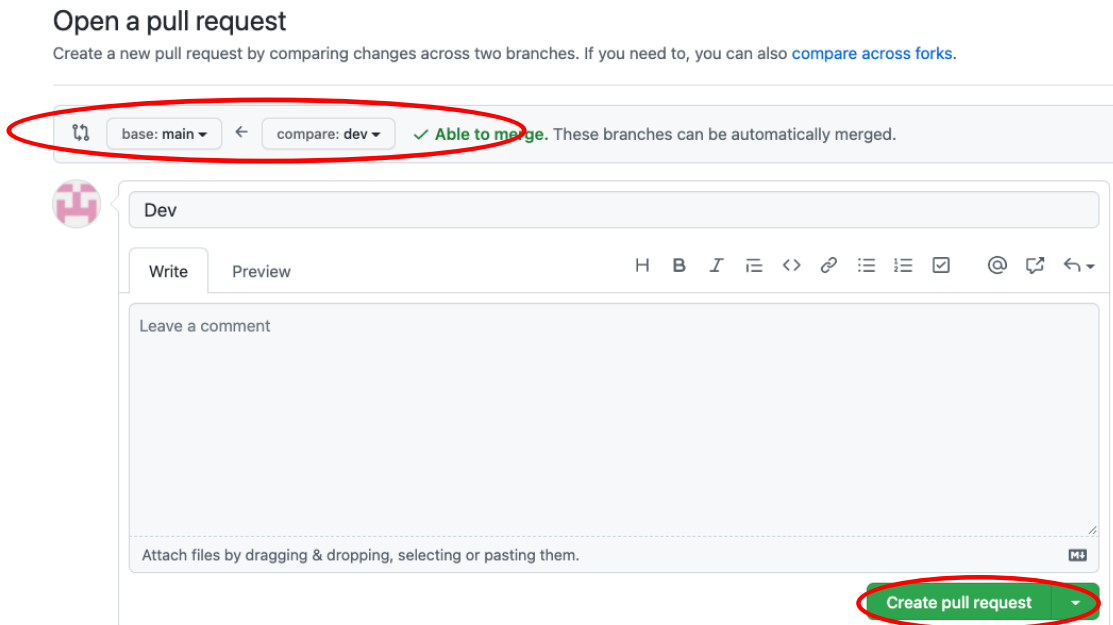 Open a pull request
Create a new pull request by comparing changes across two branches. If you need to, you can also compare across forks.
base: main ← compare: dev ✓ Able to merge. These branches can be automatically merged.
Dev
Write Preview H B I
Leave a comment
Attach files by dragging & dropping, selecting or pasting them. M↓
Create pull request